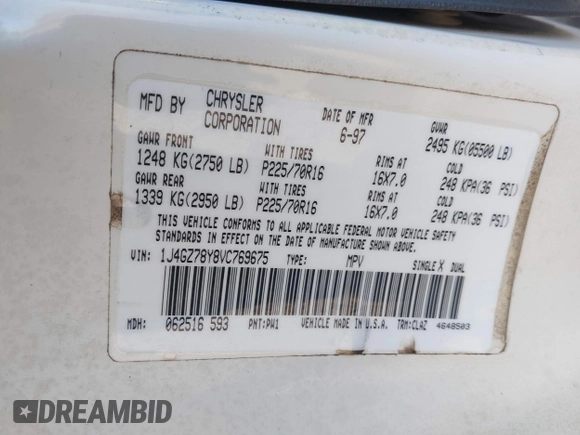 MFD BY CHRYSLER CORPORATION DATE OF MFR 6-97 GVWR 2495 KG(05500 LB)
GAWR FRONT WITH TIRES RIMS AT COLD
1248 KG(2750 LB) P225/70R16 16X7.0 248 KPA(36 PSI)
GAWR REAR WITH TIRES RIMS AT COLD
1339 KG(2950 LB) P225/70R16 16X7.0 248 KPA(36 PSI)
THIS VEHICLE CONFORMS TO ALL APPLICABLE FEDERAL MOTOR VEHICLE SAFETY
STANDARDS IN EFFECT ON THE DATE OF MANUFACTURE SHOWN ABOVE.
VIN: 1J4GZ78Y8VC769675 TYPE: MPV SINGLE X DUAL
MDH: 062516 593 PNT:PW1 VEHICLE MADE IN U.S.A. TRM:CLAZ 4648503
DREAMBID